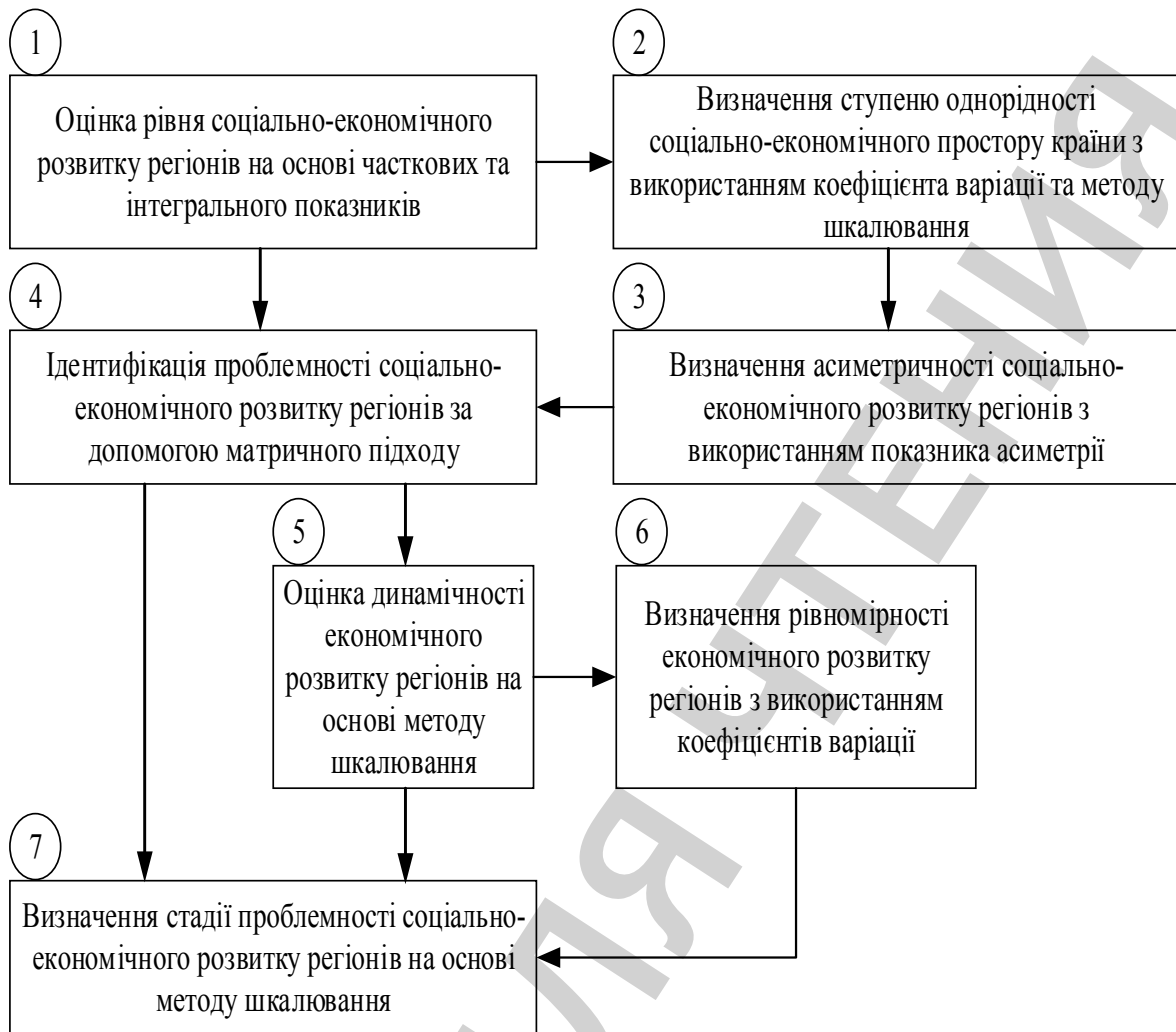 1
Оцінка рівня соціально-економічного
розвитку регіонів на основі часткових та
інтегрального показників
2
Визначення ступеню однорідності
соціально-економічного простору країни з
використанням коефіцієнта варіації та методу
шкалювання
4
Ідентифікація проблемності соціально-
економічного розвитку регіонів за
допомогою матричного підходу
3
Визначення асиметричності соціально-
економічного розвитку регіонів з
використанням показника асиметрії
5
Оцінка динамічності
економічного
розвитку регіонів на
основі методу
шкалювання
6
Визначення рівномірності
економічного розвитку
регіонів з використанням
коефіцієнтів варіації
7
Визначення стадії проблемності соціально-
економічного розвитку регіонів на основі
методу шкалювання
ЛЯ ЧТЕНИЯ